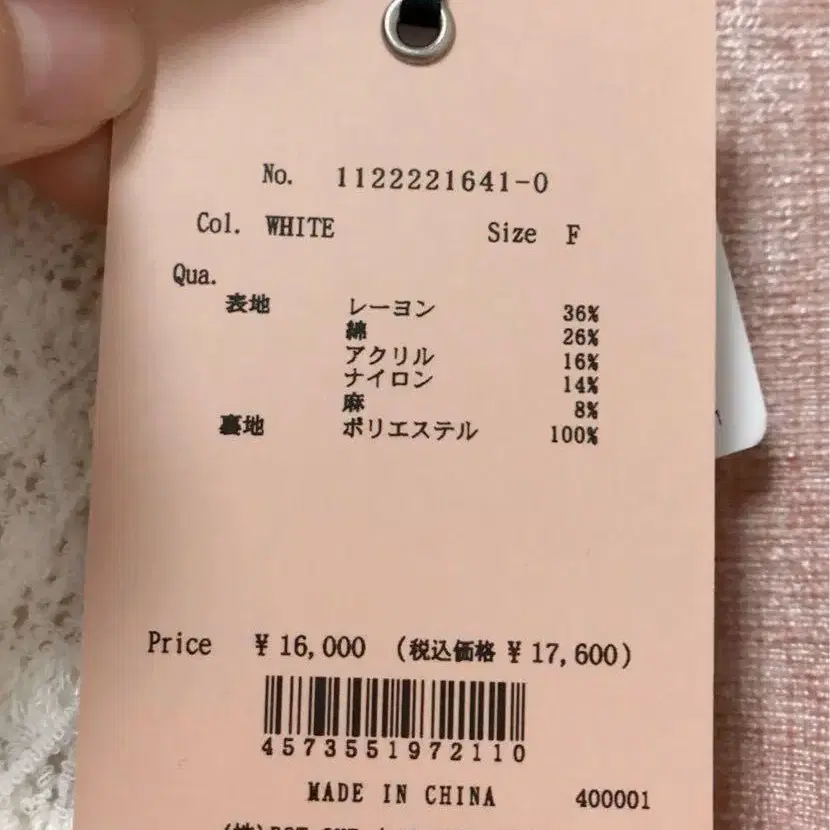 No. 1122221641-0
Col. WHITE Size F
Qua.
表地 レーヨン 36%
綿 26%
アクリル 16%
ナイロン 14%
麻 8%
裏地 ポリエステル 100%
Price ¥16,000 (税込価格¥17,600)
4573551972110
MADE IN CHINA 400001